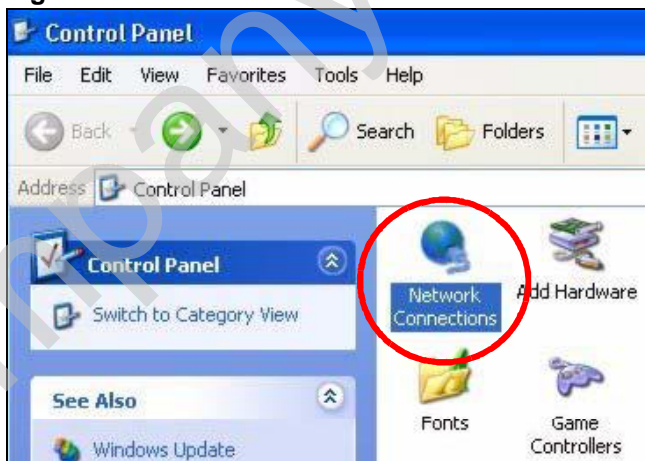 Control Panel
File Edit View Favorites Tools Help
Back Search Folders
Address Control Panel
Control Panel
Switch to Category View
See Also
Windows Update
Network
Connections
Add Hardware
Fonts
Game
Controllers